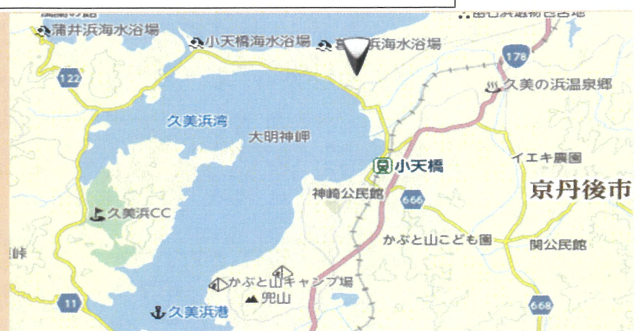 蒲井浜海水浴場
小天橋海水浴場
浜海水浴場
178
122
久美の浜温泉郷
久美浜湾
大明神岬
小天橋
イエキ農園
神崎公民館
666
京丹後市
久美浜CC
かぶと山こども園
関公民館
峠
かぶと山キャンプ場
兜山
11
久美浜港
668